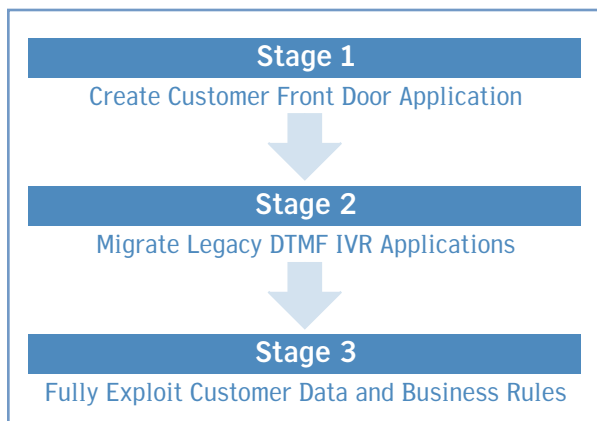 Stage 1
Create Customer Front Door Application
Stage 2
Migrate Legacy DTMF IVR Applications
Stage 3
Fully Exploit Customer Data and Business Rules